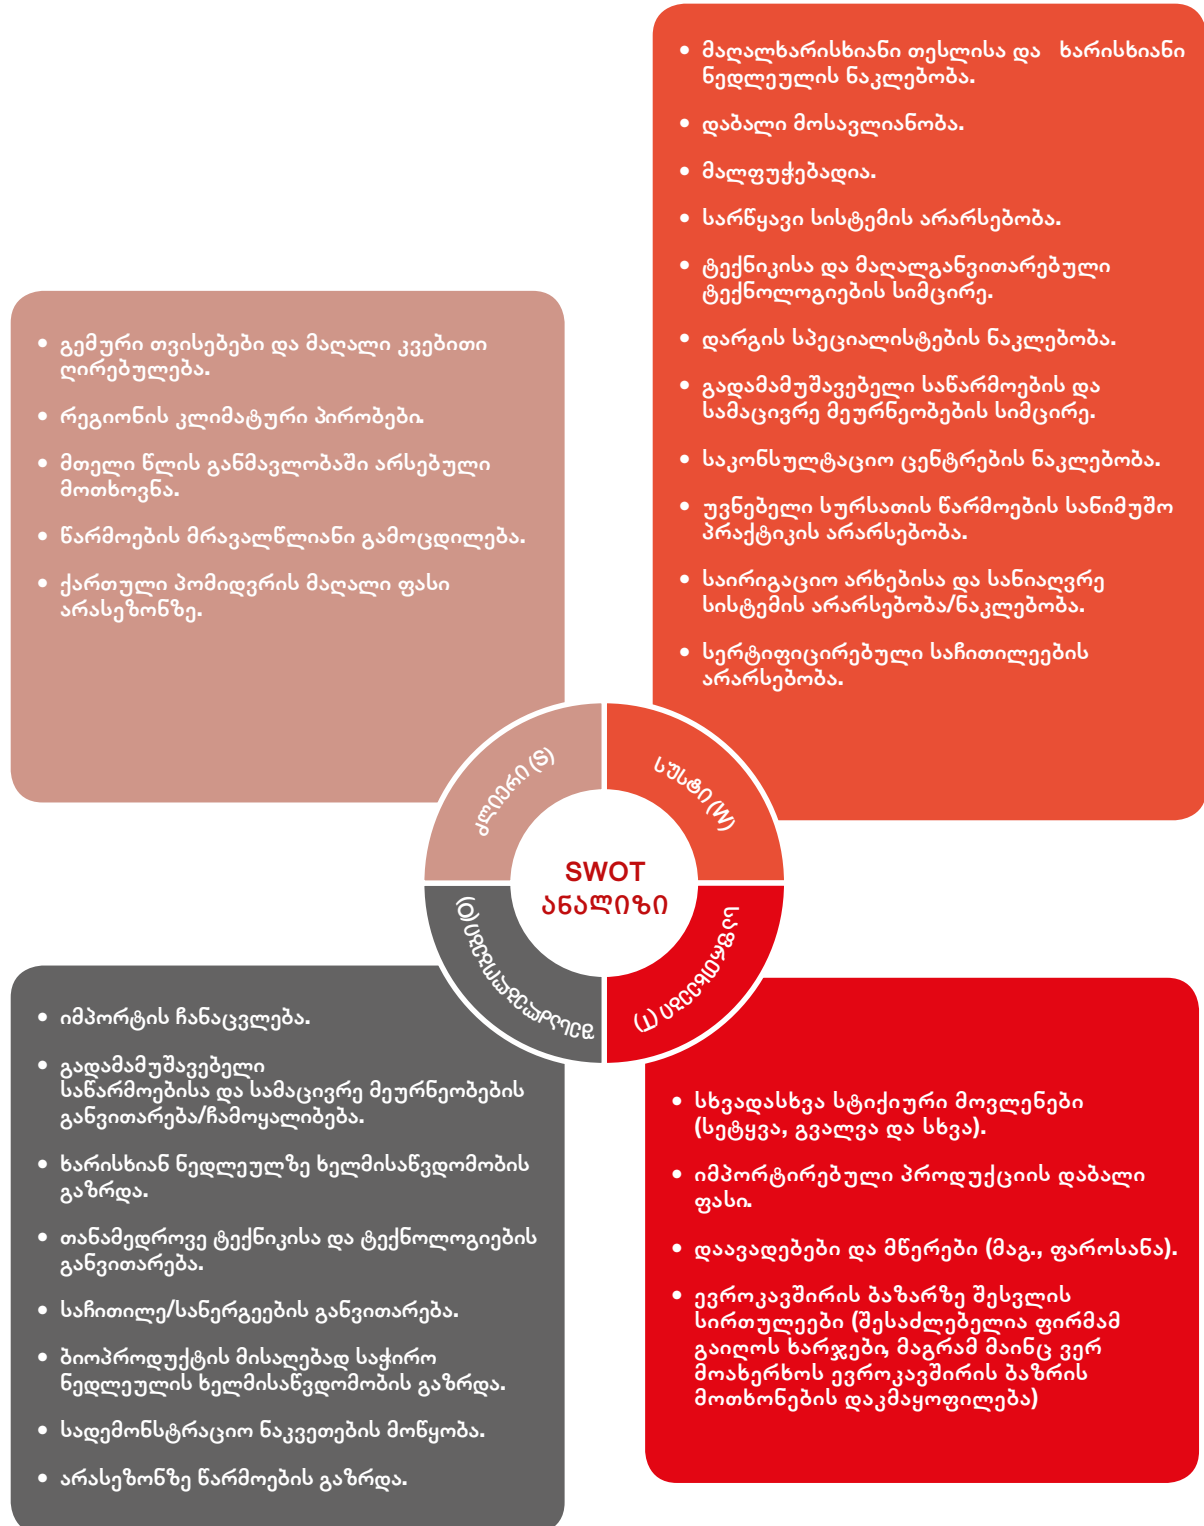 • გემური თვისებები და მაღალი კვებითი
ღირებულება.
• რეგიონის კლიმატური პირობები.
• მთელი წლის განმავლობაში არსებული
მოთხოვნა.
• წარმოების მრავალწლიანი გამოცდილება.
• ქართული პომიდვრის მაღალი ფასი
არასეზონზე.
• მაღალხარისხიანი თესლისა და ხარისხიანი
ნედლეულის ნაკლებობა.
• დაბალი მოსავლიანობა.
• მალფუჭებადია.
• სარწყავი სისტემის არარსებობა.
• ტექნიკისა და მაღალგანვითარებული
ტექნოლოგიების სიმცირე.
• დარგის სპეციალისტების ნაკლებობა.
• გადამამუშავებელი საწარმოების და
სამაცივრე მეურნეობების სიმცირე.
• საკონსულტაციო ცენტრების ნაკლებობა.
• უვნებელი სურსათის წარმოების სანიმუშო
პრაქტიკის არარსებობა.
• საირიგაციო არხებისა და სანიაღვრე
სისტემის არარსებობა/ნაკლებობა.
• სერტიფიცირებული საჩითილეების
არარსებობა.
კლიერი (S)
სუსტი (W)
SWOT
ანალიზი
შელაპძლებლობები (O)
საფრთხეები (T)
• იმპორტის ჩანაცვლება.
• გადამამუშავებელი
საწარმოებისა და სამაცივრე მეურნეობების
განვითარება/ჩამოყალიბება.
• ხარისხიან ნედლეულზე ხელმისაწვდომობის
გაზრდა.
• თანამედროვე ტექნიკისა და ტექნოლოგიების
განვითარება.
• საჩითილე/სანერგეების განვითარება.
• ბიოპროდუქტის მისაღებად საჭირო
ნედლეულის ხელმისაწვდომობის გაზრდა.
• სადემონსტრაციო ნაკვეთების მოწყობა.
• არასეზონზე წარმოების გაზრდა.
• სხვადასხვა სტიქიური მოვლენები
(სეტყვა, გვალვა და სხვა).
• იმპორტირებული პროდუქციის დაბალი
ფასი.
• დაავადებები და მწერები (მაგ., ფაროსანა).
• ევროკავშირის ბაზარზე შესვლის
სირთულეები (შესაძლებელია ფირმამ
გაიღოს ხარჯები, მაგრამ მაინც ვერ
მოახერხოს ევროკავშირის ბაზრის
მოთხონების დაკმაყოფილება)